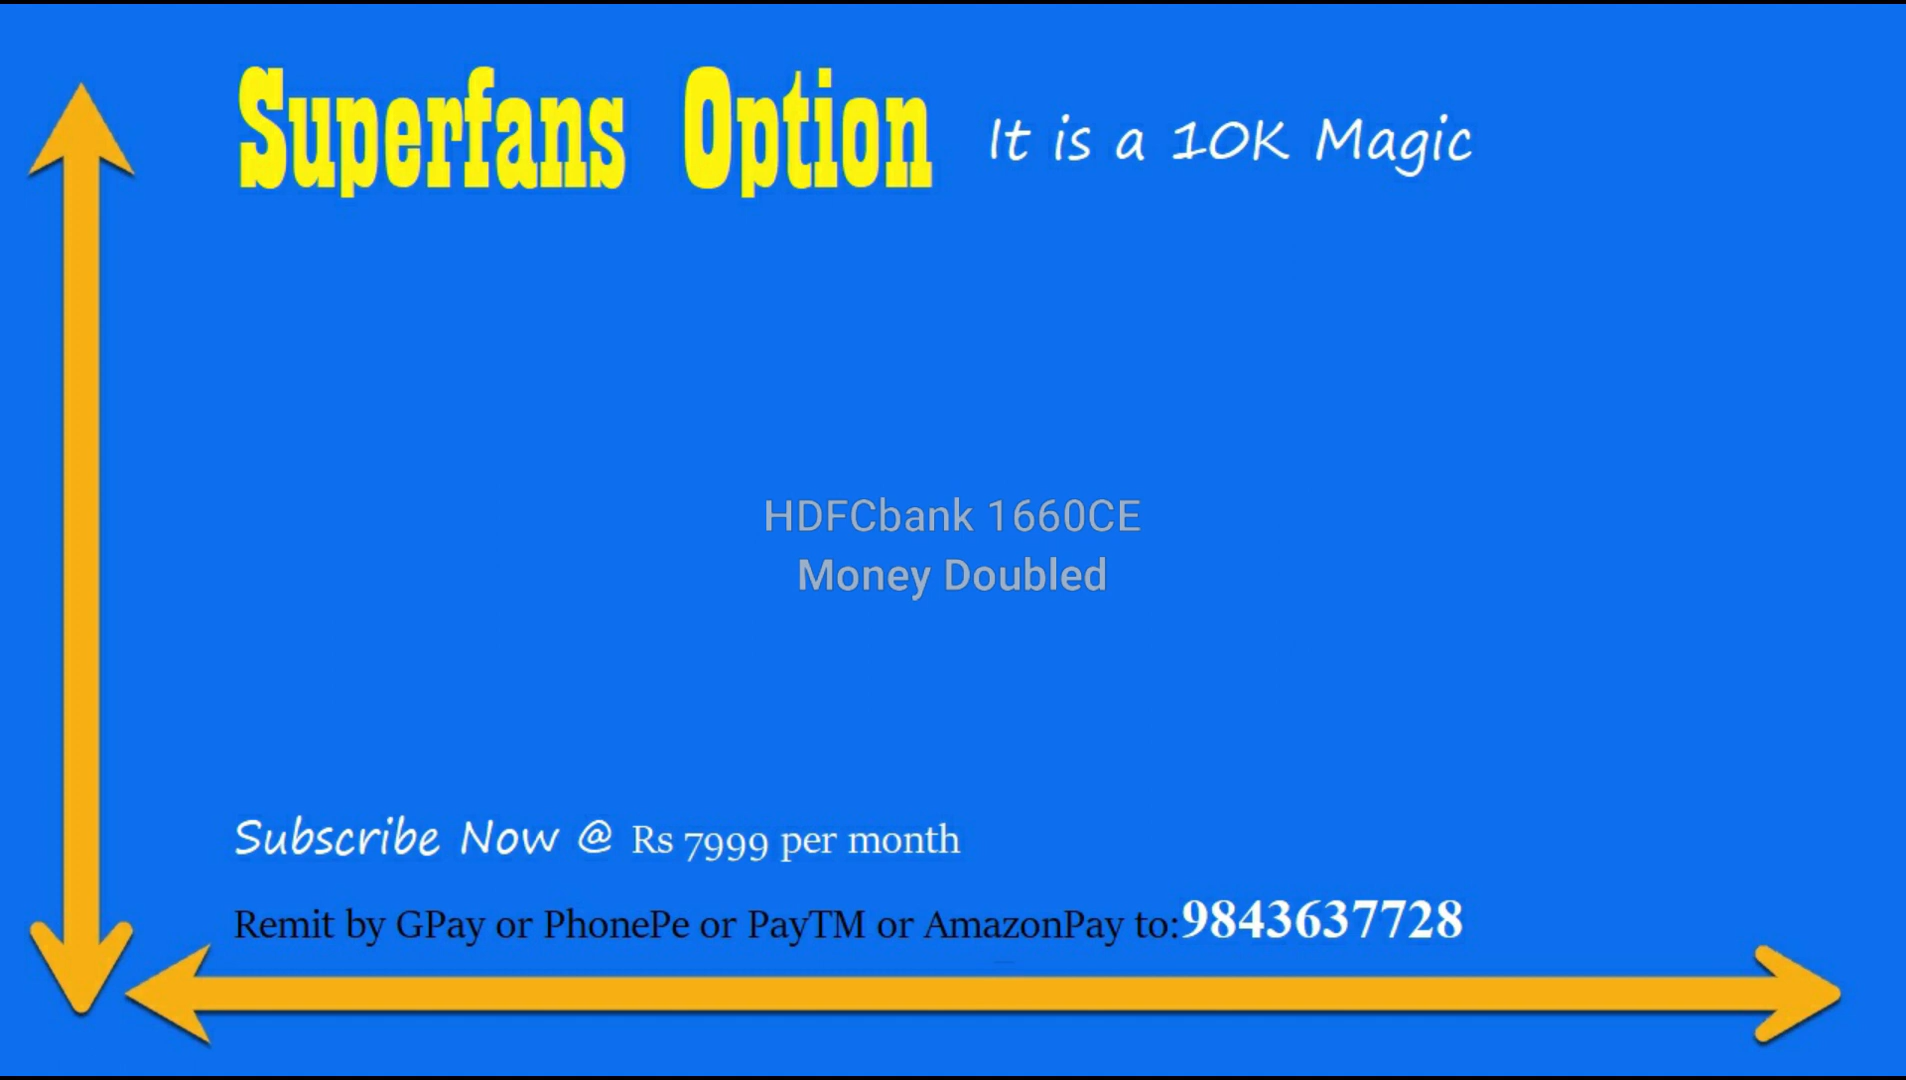 Superfans Option It is a 10K Magic
HDFCbank 1660CE
Money Doubled
Subscribe Now @ Rs 7999 per month
Remit by GPay or PhonePe or PayTM or AmazonPay to:9843637728